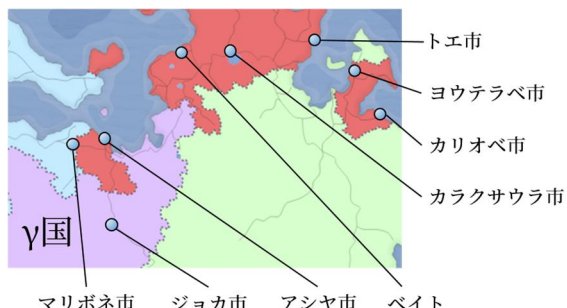 トエ市
ヨウテラベ市
カリオベ市
カラクサウラ市
γ国
マリボネ市 ジョカ市 アシヤ市 ベイト